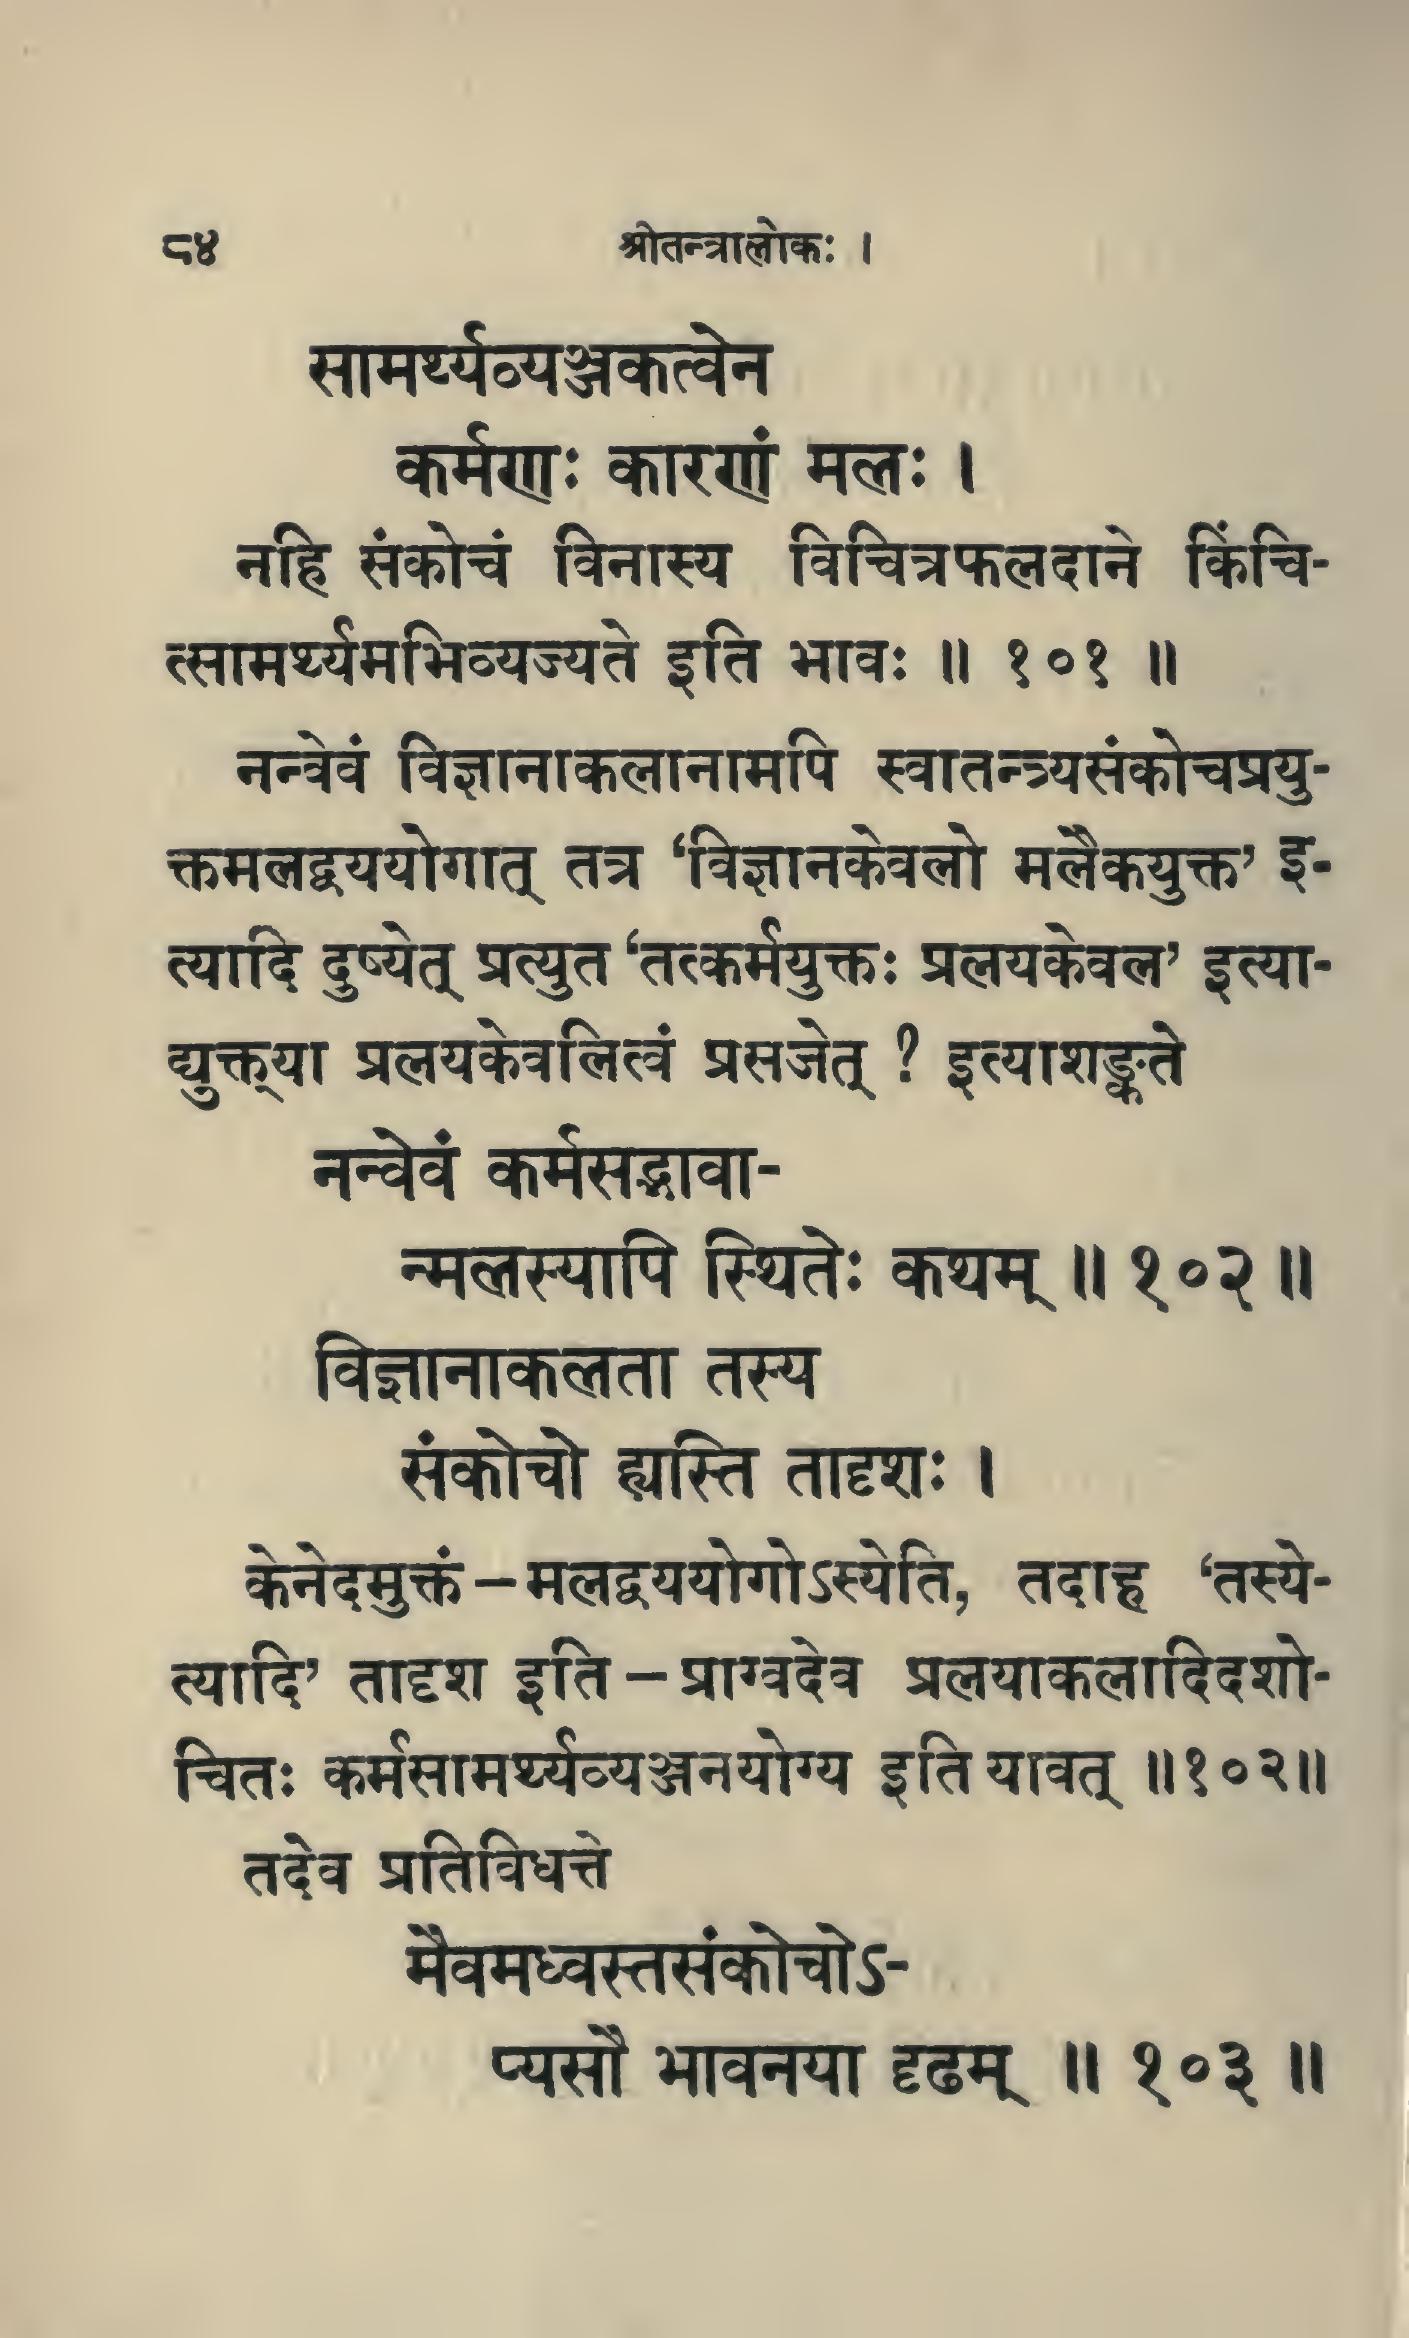 ८४ श्रीतन्त्रालोकः ।
सामर्थ्यव्यञ्जकत्वेन
कर्मणः कारणं मलः ।
नहि संकोचं विनास्य विचित्रफलदाने किंचि-
त्सामर्थ्यमभिव्यज्यते इति भावः ॥ १०१ ॥
नन्वेवं विज्ञानाकलानामपि स्वातन्त्र्यसंकोचप्रयु-
क्तमलद्वययोगात् तत्र ‘विज्ञानकेवलो मलैकयुक्त’ इ-
त्यादि दुष्येत् प्रत्युत ‘तत्कर्मयुक्तः प्रलयकेवल’ इत्या-
द्युक्त्या प्रलयकेवलित्वं प्रसजेत् ? इत्याशङ्कते
नन्वेवं कर्मसद्भावा-
न्मलस्यापि स्थितेः कथम् ॥ १०२ ॥
विज्ञानाकलता तस्य
संकोचो ह्यस्ति तादृशः ।
केनेदमुक्तं – मलद्वययोगोऽस्येति, तदाह ‘तस्ये-
त्यादि’ तादृश इति – प्राग्वदेव प्रलयाकलादिदशो-
चितः कर्मसामर्थ्यव्यञ्जनयोग्य इति यावत् ॥१०२॥
तदेव प्रतिविधत्ते
मैवमध्वस्तसंकोचोऽ-
प्यसौ भावनया दृढम् ॥ १०३ ॥